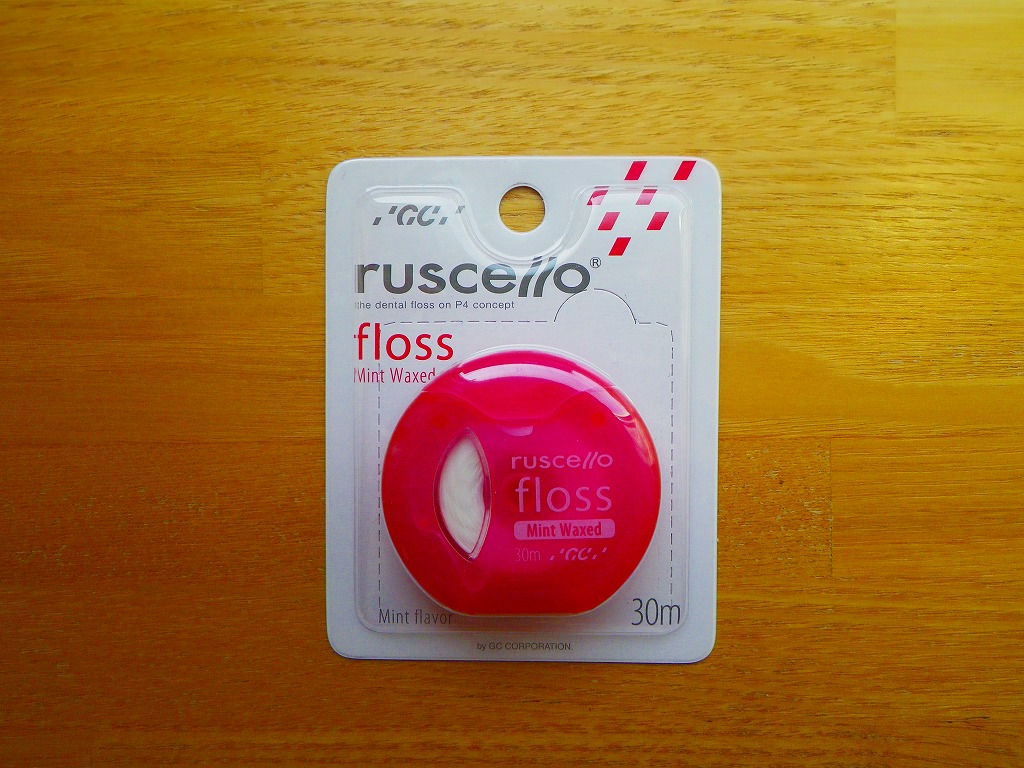 GC
ruscello®
the dental floss on P4 concept
floss
Mint Waxed
ruscello
floss
Mint Waxed
30m GC
Mint flavor
30m
by GC CORPORATION.